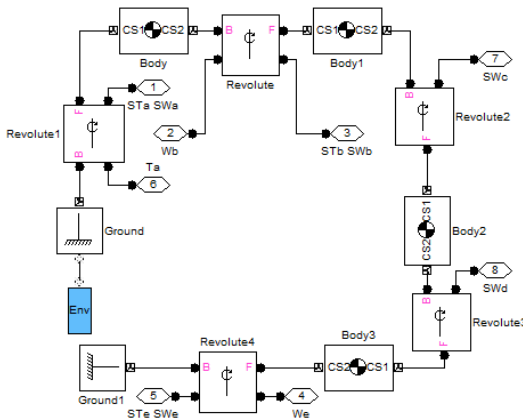 CS1 CS2
Body
B
F
Revolute
CS1 CS2
Body1
7
SWc
1
STa SWa
F
B
Revolute1
2
Wb
3
STb SWb
B
F
Revolute2
Ta
6
Ground
CS2 CS1
Body2
Env
8
SWd
B
F
Revolute3
Revolute4
Body3
B
F
CS2 CS1
Ground1
5
STe SWe
4
We